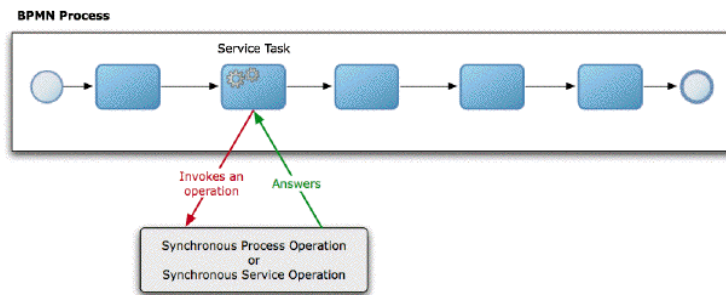 BPMN Process
Service Task
Invokes an
operation
Answers
Synchronous Process Operation
or
Synchronous Service Operation